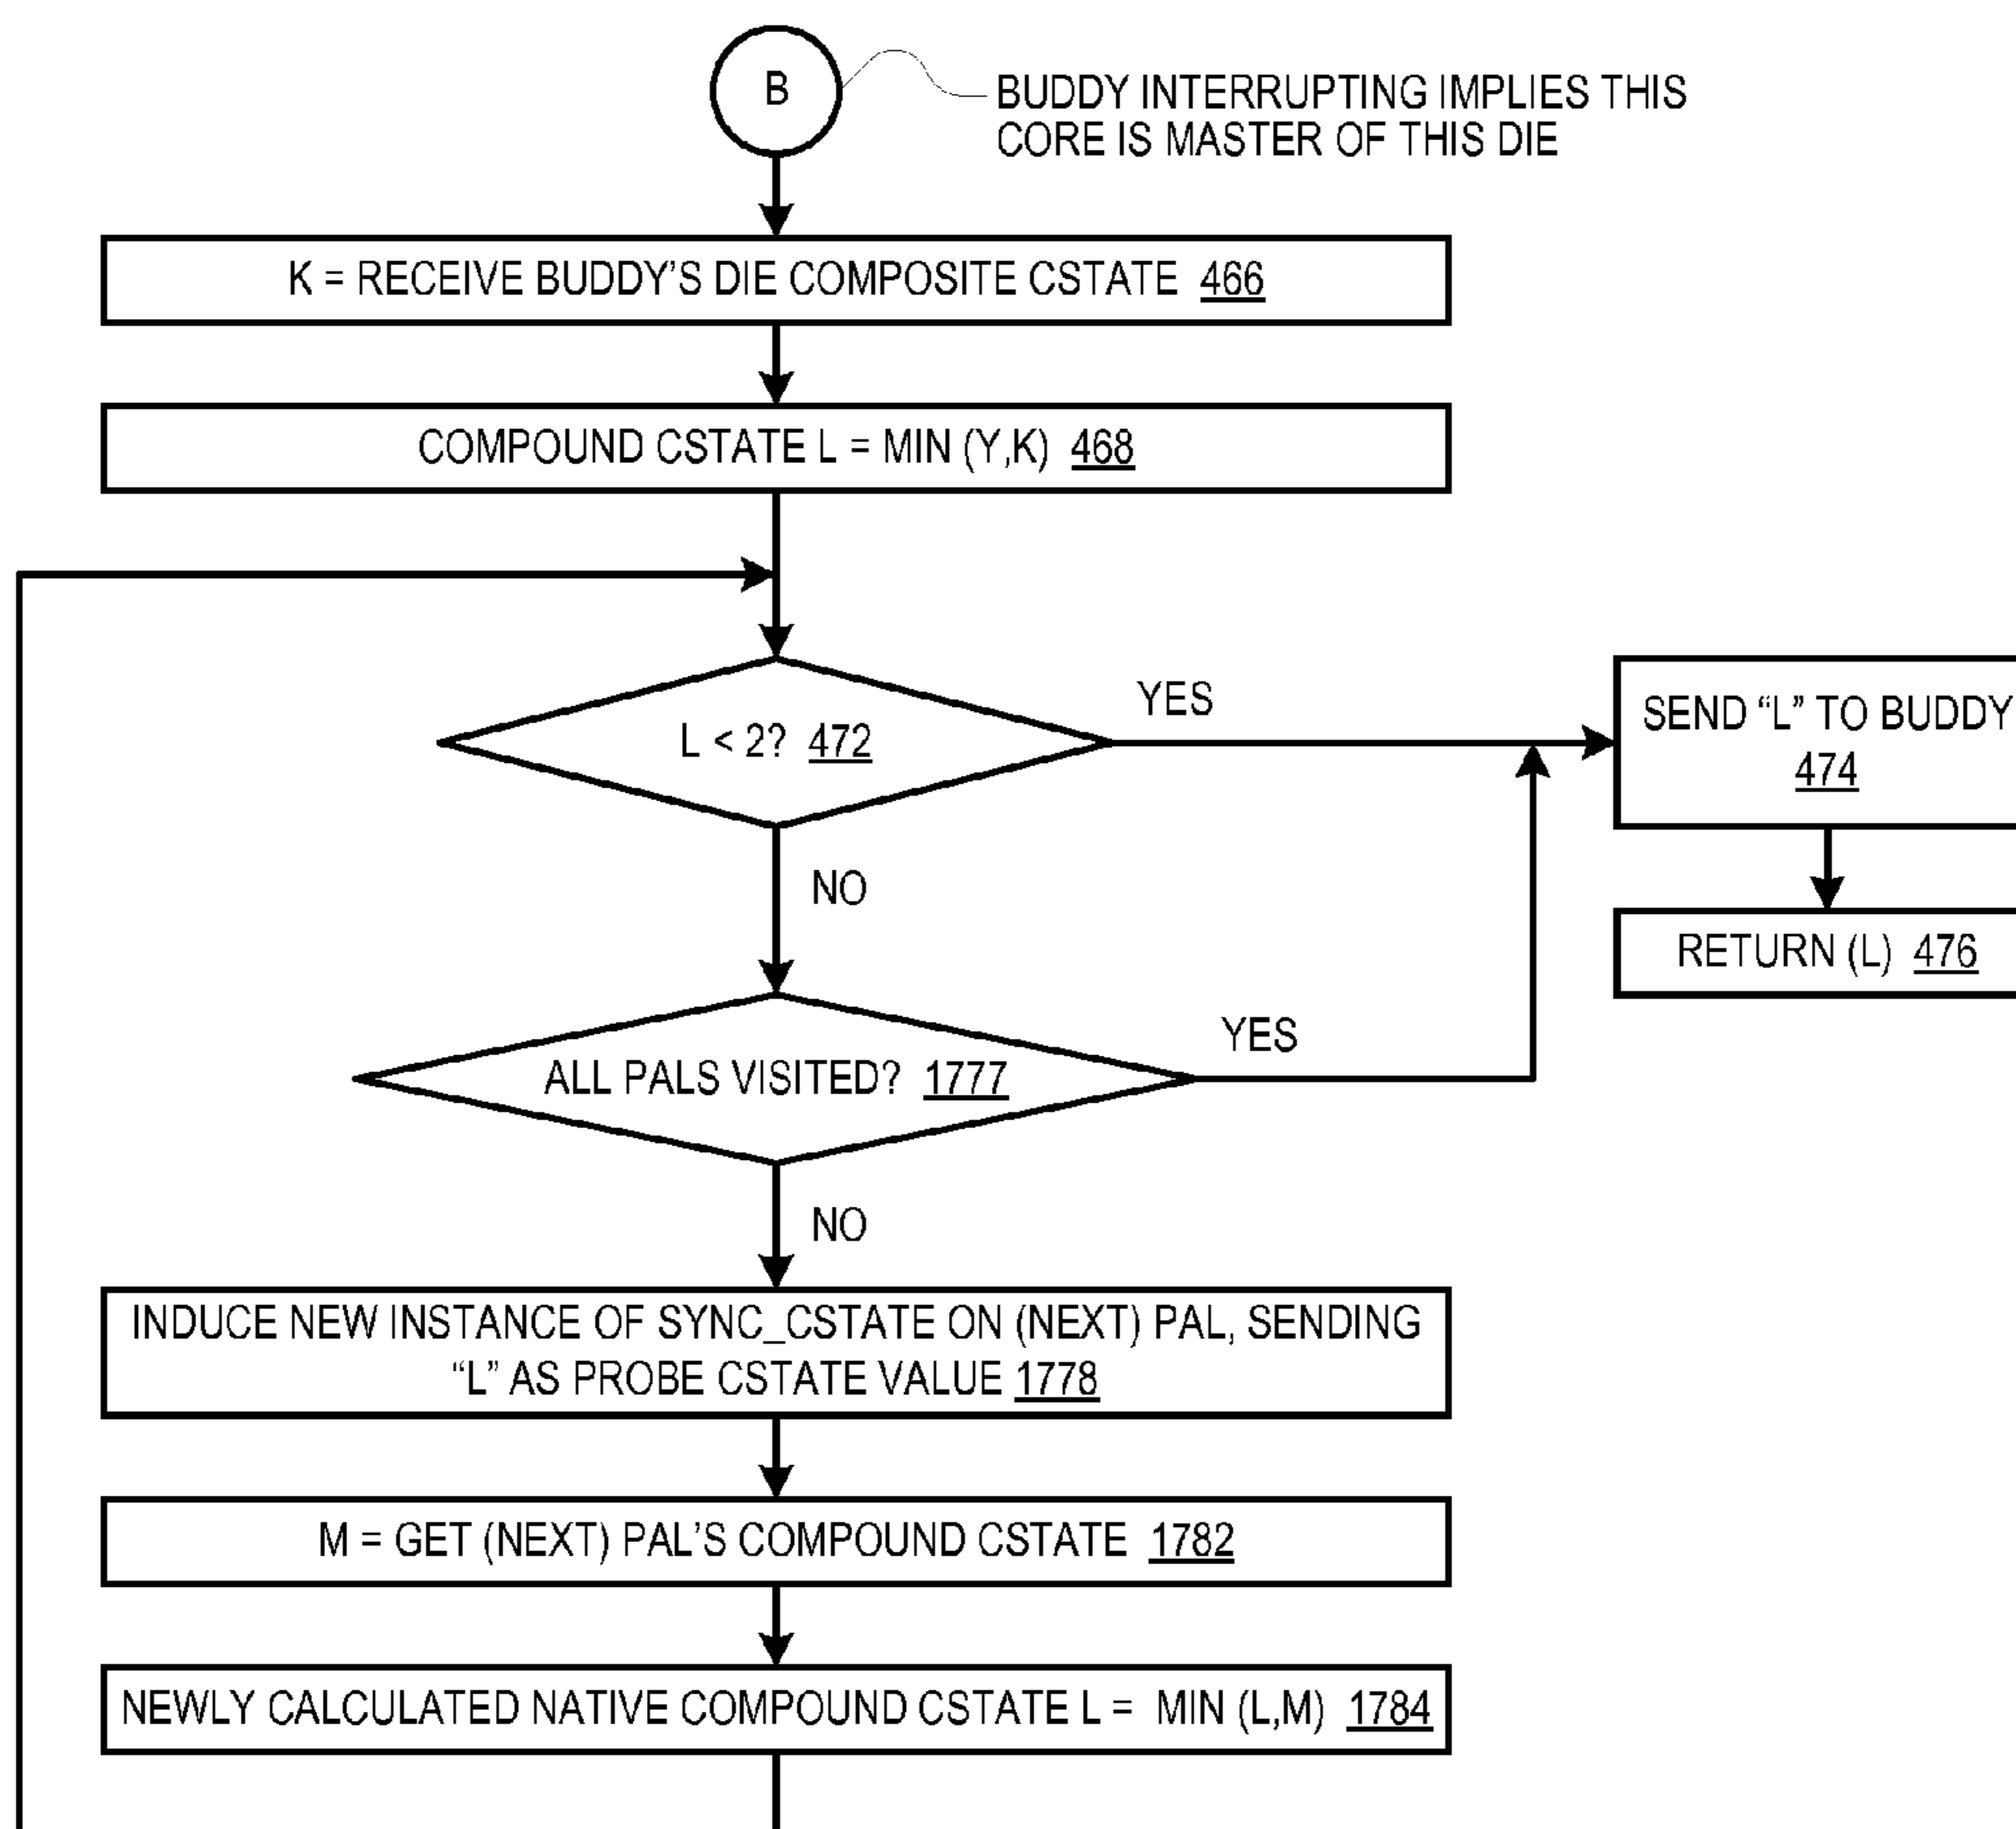 B
BUDDY INTERRUPTING IMPLIES THIS
CORE IS MASTER OF THIS DIE
K = RECEIVE BUDDY’S DIE COMPOSITE CSTATE 466
COMPOUND CSTATE L = MIN (Y,K) 468
L < 2? 472
YES
SEND “L” TO BUDDY
474
NO
RETURN (L) 476
ALL PALS VISITED? 1777
YES
NO
INDUCE NEW INSTANCE OF SYNC_CSTATE ON (NEXT) PAL, SENDING
“L” AS PROBE CSTATE VALUE 1778
M = GET (NEXT) PAL’S COMPOUND CSTATE 1782
NEWLY CALCULATED NATIVE COMPOUND CSTATE L = MIN (L,M) 1784